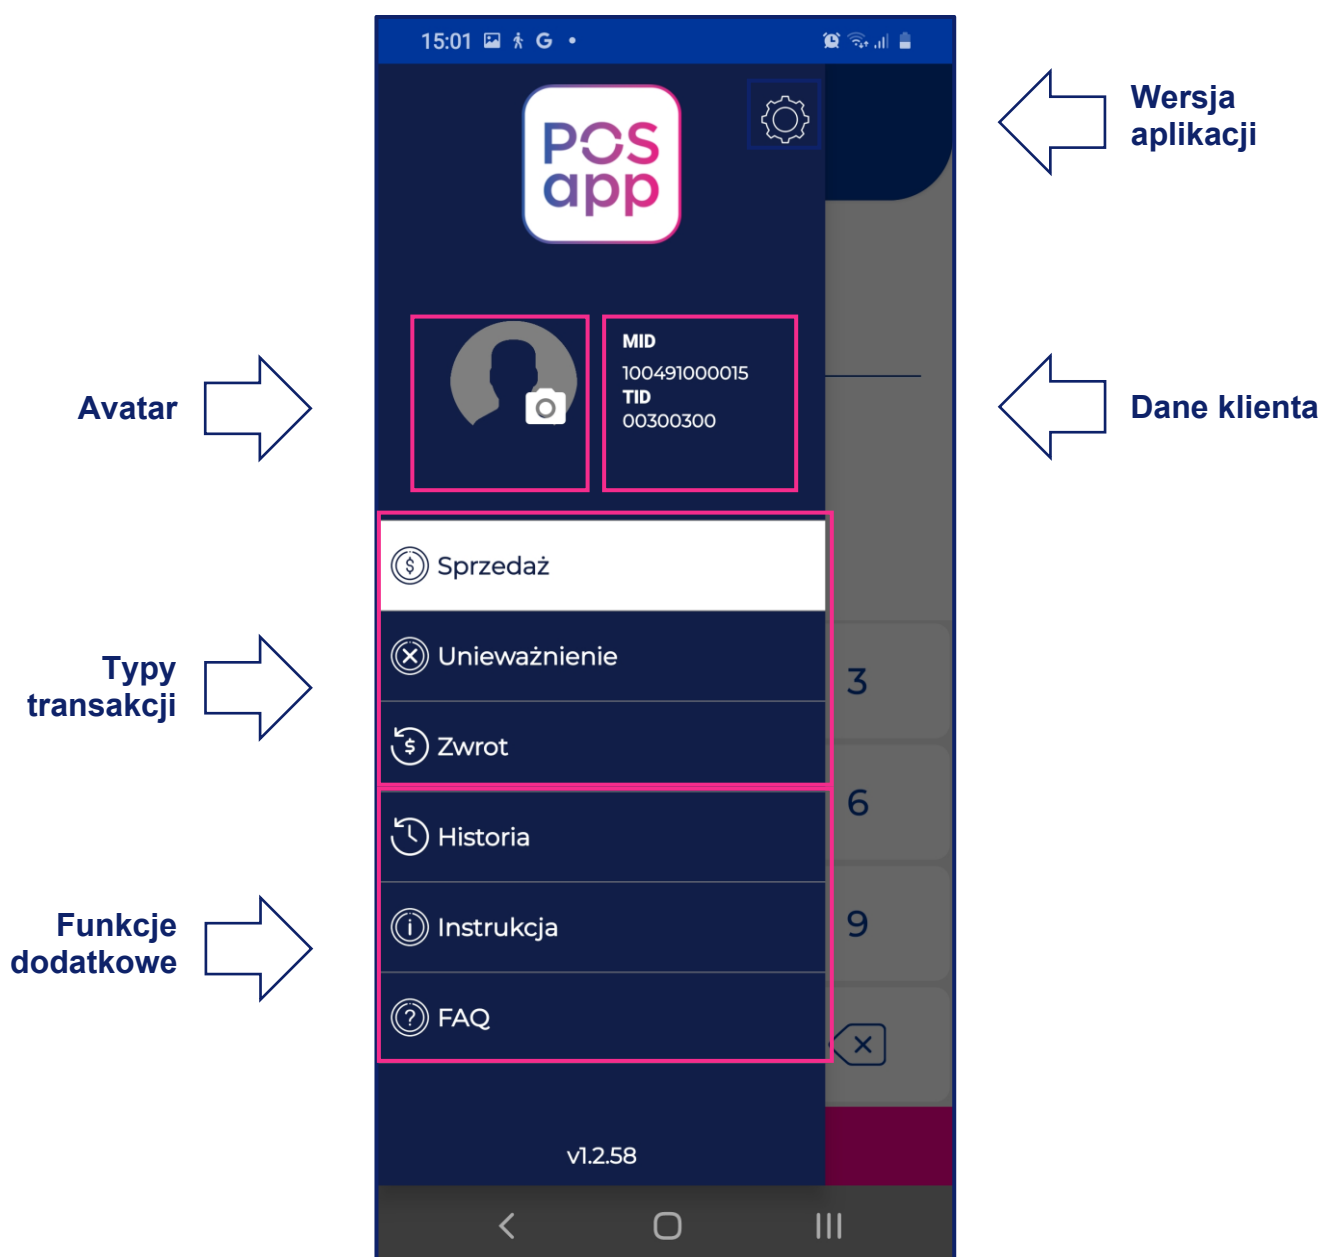 15:01
G
POS
app
Wersja
aplikacji
MID
100491000015
TID
00300300
Avatar
Dane klienta
Sprzedaż
Unieważnienie
Zwrot
Typy
transakcji
Historia
Instrukcja
FAQ
Funkcje
dodatkowe
3
6
9
v1.2.58